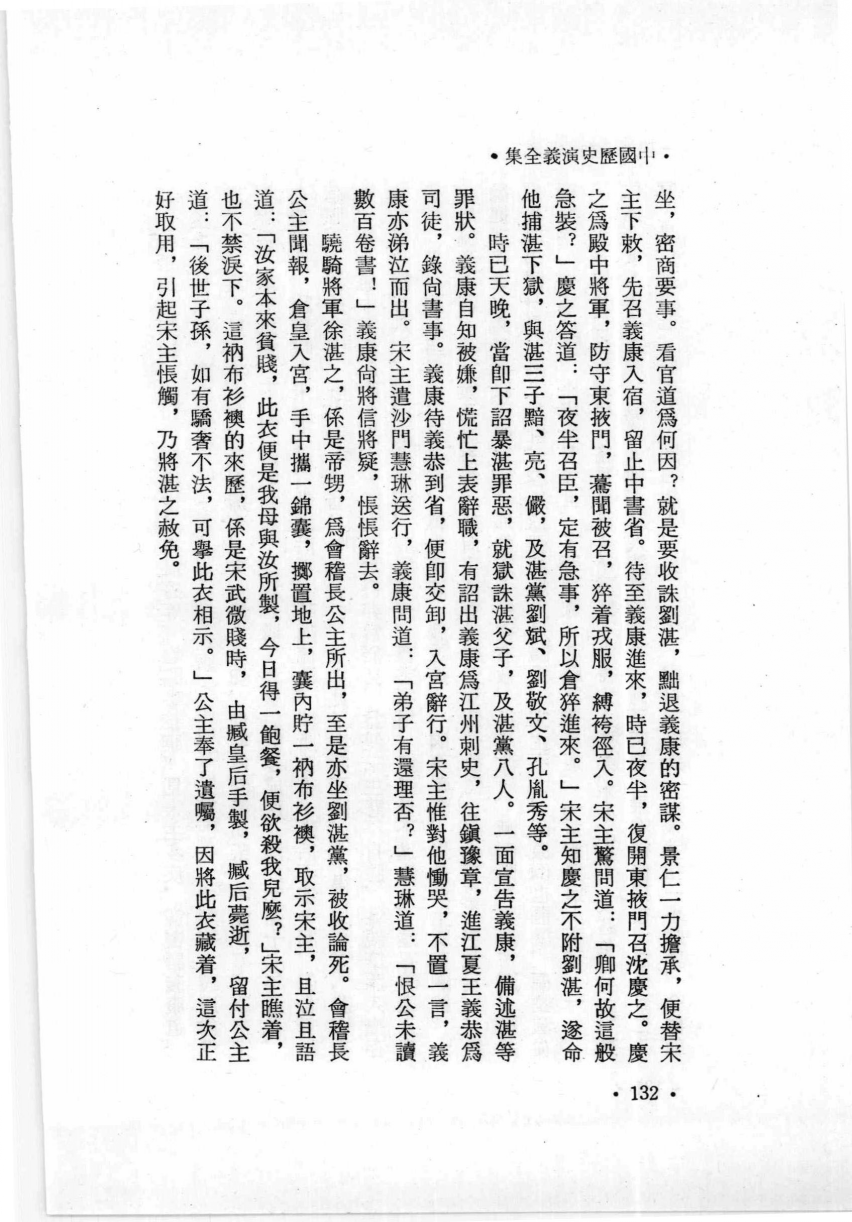 •中國歷史演義全集•
坐，密商要事。看官道爲何因？就是要收誅劉湛，黜退義康的密謀。景仁一力擔承，便替宋
主下敕，先召義康入宿，留止中書省。待至義康進來，時已夜半，復開東掖門召沈慶之。慶
之爲殿中將軍，防守東掖門，驀聞被召，猝着戎服，縛袴徑入。宋主驚問道：「卿何故這般
急裝？」慶之答道：「夜半召臣，定有急事，所以倉猝進來。」宋主知慶之不附劉湛，遂命
他捕湛下獄，與湛三子黯、亮、儼，及湛黨劉斌、劉敬文、孔胤秀等。
時已天晚，當卽下詔暴湛罪惡，就獄誅湛父子，及湛黨八人。一面宣告義康，備述湛等
罪狀。義康自知被嫌，慌忙上表辭職，有詔出義康爲江州刺史，往鎭豫章，進江夏王義恭爲
司徒，錄尙書事。義康待義恭到省，便卽交卸，入宮辭行。宋主惟對他慟哭，不置一言，義
康亦涕泣而出。宋主遣沙門慧琳送行，義康問道：「弟子有還理否？」慧琳道：「恨公未讀
數百卷書！」義康尙將信將疑，悵悵辭去。
驍騎將軍徐湛之，係是帝甥，爲會稽長公主所出，至是亦坐劉湛黨，被收論死。會稽長
公主聞報，倉皇入宮，手中攜一錦囊，擲置地上，囊內貯一衲布衫襖，取示宋主，且泣且語
道：「汝家本來貧賤，此衣便是我母與汝所製，今日得一飽餐，便欲殺我兒麽？」宋主瞧着，
也不禁淚下。這衲布衫襖的來歷，係是宋武微賤時，由臧皇后手製，臧后薨逝，留付公主
道：「後世子孫，如有驕奢不法，可擧此衣相示。」公主奉了遺囑，因將此衣藏着，這次正
好取用，引起宋主悵觸，乃將湛之赦免。
•132•